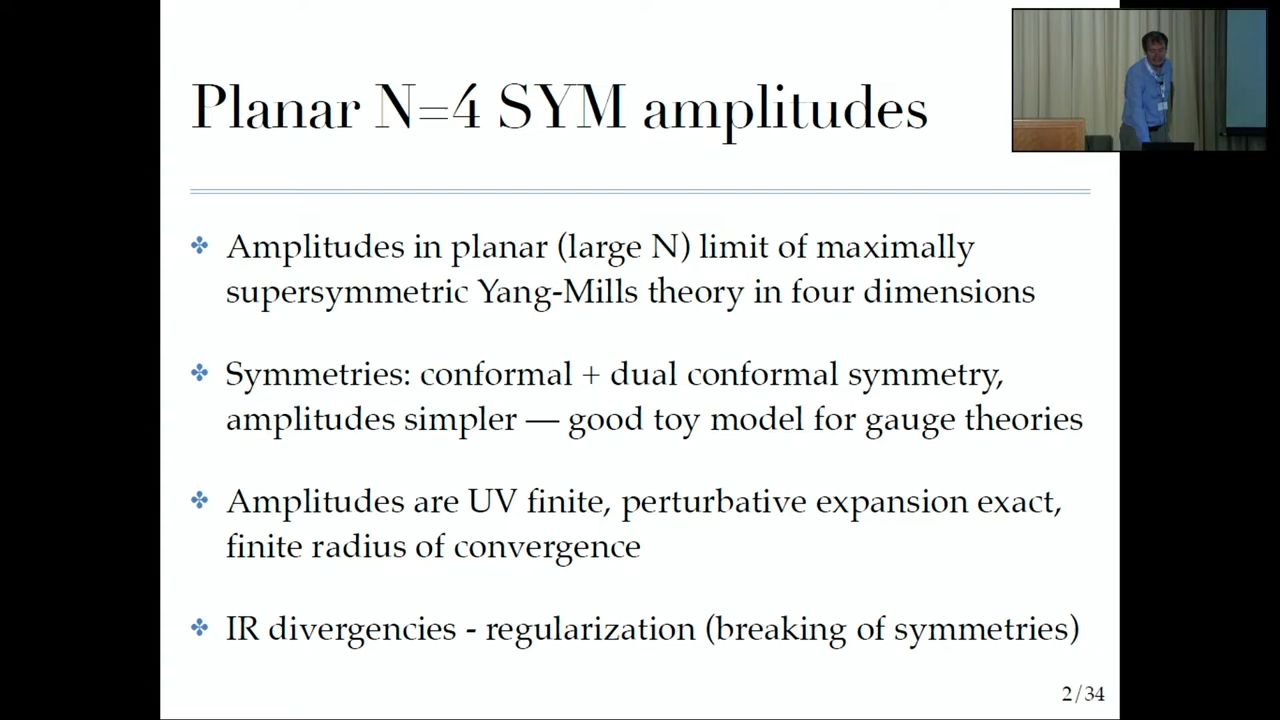 Planar N=4 SYM amplitudes
Amplitudes in planar (large N) limit of maximally
supersymmetric Yang-Mills theory in four dimensions
Symmetries: conformal + dual conformal symmetry,
amplitudes simpler — good toy model for gauge theories
Amplitudes are UV finite, perturbative expansion exact,
finite radius of convergence
IR divergencies - regularization (breaking of symmetries)
2/34